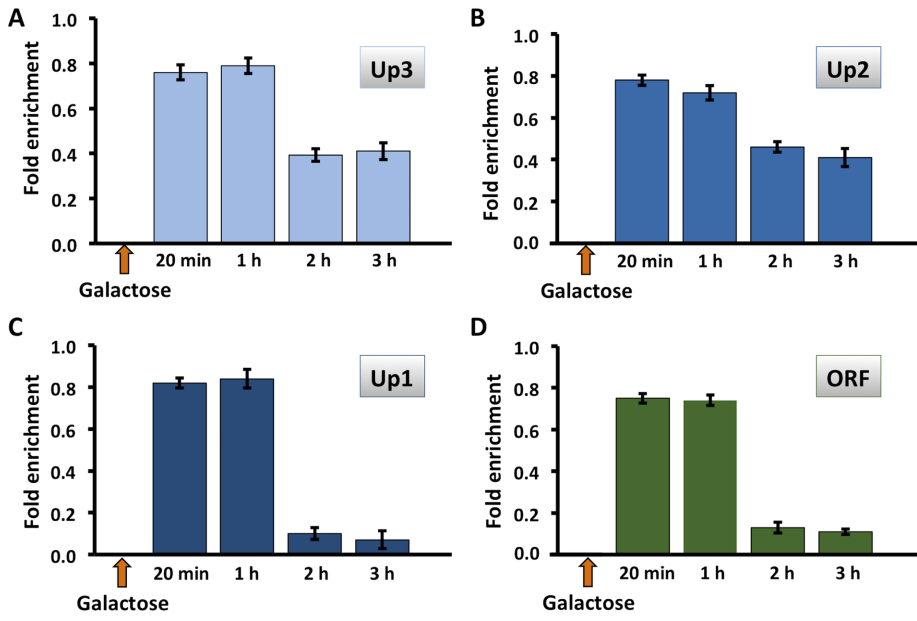 A
Fold enrichment
1.0
0.8
0.6
0.4
0.2
0.0
Up3
20 min 1 h 2 h 3 h
Galactose
B
Fold enrichment
1.0
0.8
0.6
0.4
0.2
0.0
Up2
20 min 1 h 2 h 3 h
Galactose
C
Fold enrichment
1.0
0.8
0.6
0.4
0.2
0.0
Up1
20 min 1 h 2 h 3 h
Galactose
D
Fold enrichment
1.0
0.8
0.6
0.4
0.2
0.0
ORF
20 min 1 h 2 h 3 h
Galactose